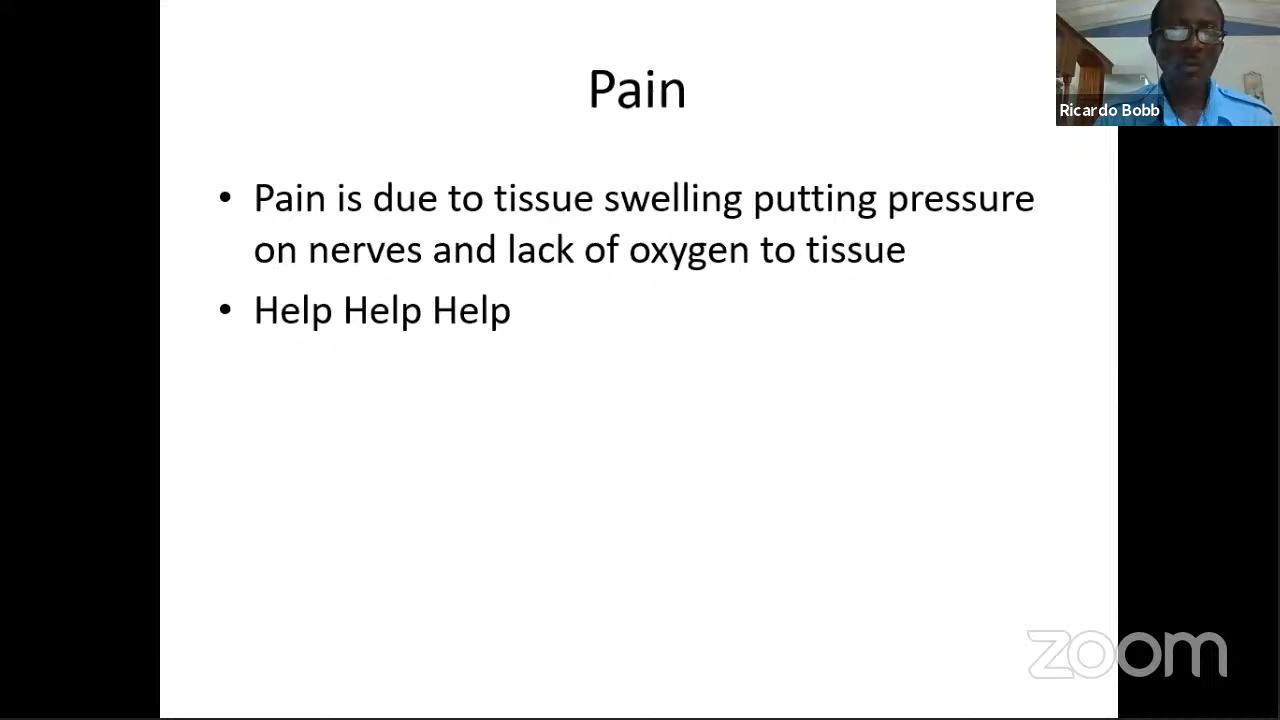 Pain
Ricardo Bobb
• Pain is due to tissue swelling putting pressure
on nerves and lack of oxygen to tissue
• Help Help Help
zoom